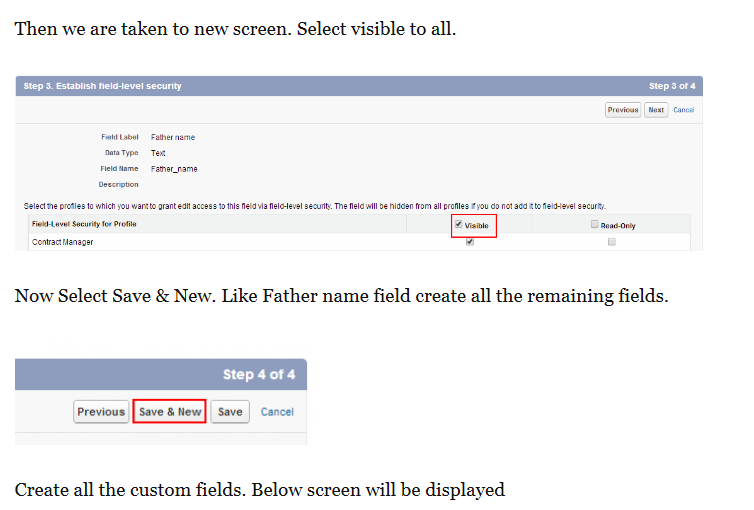 Then we are taken to new screen. Select visible to all.
Step 3. Establish field-level security Step 3 of 4
Previous Next Cancel
Field Label Father name
Data Type Text
Field Name Father_name
Description
Select the profiles to which you want to grant edit access to this field via field-level security. The field will be hidden from all profiles if you do not add it to field-level security.
Field-Level Security for Profile Visible Read-Only
Contract Manager
Now Select Save & New. Like Father name field create all the remaining fields.
Step 4 of 4
Previous Save & New Save Cancel
Create all the custom fields. Below screen will be displayed